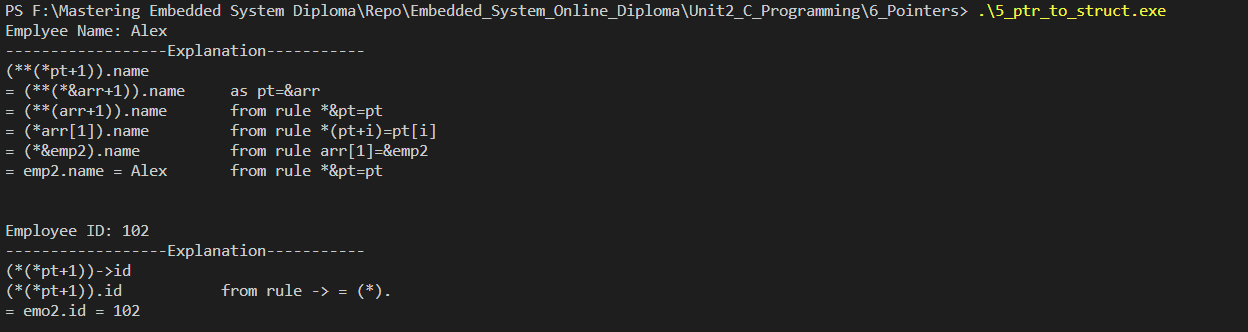 PS F:\Mastering Embedded System Diploma\Repo\Embedded_System_Online_Diploma\Unit2_C_Programming\6_Pointers> .\5_ptr_to_struct.exe
Emplyee Name: Alex
------------------Explanation-----------
(**(*pt+1)).name
= (**(*&arr+1)).name     as pt=&arr
= (**(arr+1)).name       from rule *&pt=pt
= (*arr[1]).name         from rule *(pt+i)=pt[i]
= (*&emp2).name          from rule arr[1]=&emp2
= emp2.name = Alex       from rule *&pt=pt
Employee ID: 102
------------------Explanation-----------
(*(*pt+1))->id
(*(*pt+1)).id           from rule -> = (*).
= emo2.id = 102